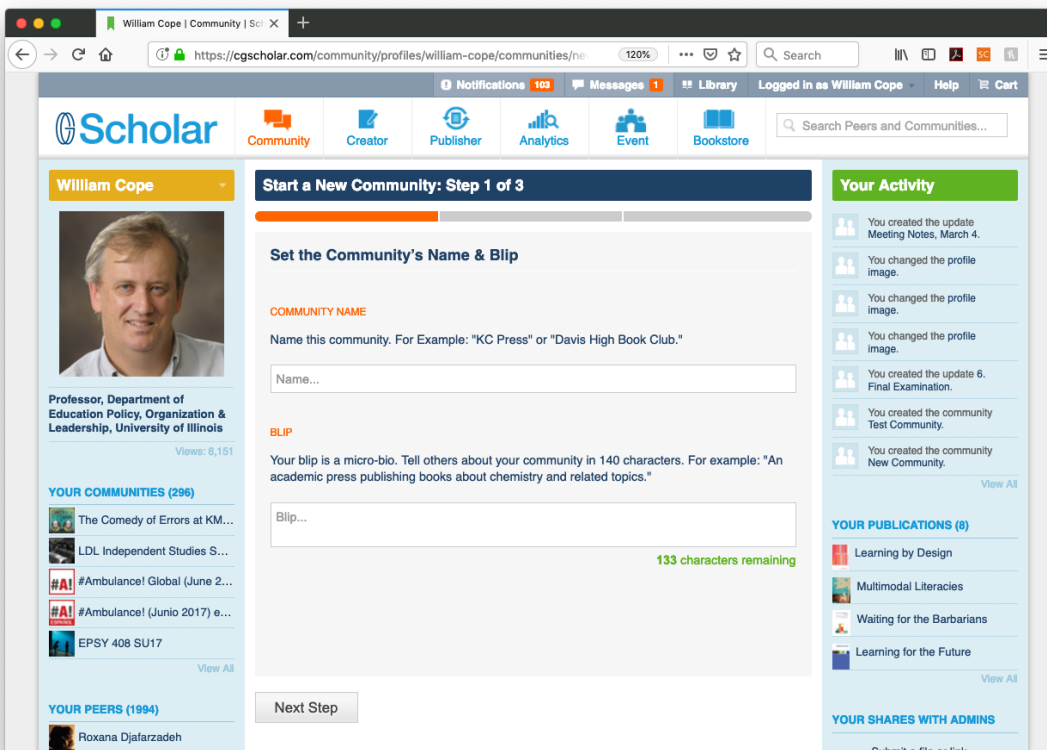 William Cope | Community | Sch
https://cgscholar.com/community/profiles/william-cope/communities/ne
120%
Search
SC
Notifications 103
Messages 1
Library
Logged in as William Cope
Help
Cart
Scholar
Community
Creator
Publisher
Analytics
Event
Bookstore
Search Peers and Communities...
William Cope
Professor, Department of
Education Policy, Organization &
Leadership, University of Illinois
Views: 6,151
YOUR COMMUNITIES (296)
The Comedy of Errors at KM...
LDL Independent Studies S...
#A!
#Ambulance! Global (June 2...
#A!
ESPAÑOL
#Ambulance! (Junio 2017) e...
EPSY 408 SU17
View All
YOUR PEERS (1994)
Roxana Djafarzadeh
Start a New Community: Step 1 of 3
Set the Community's Name & Blip
COMMUNITY NAME
Name this community. For Example: "KC Press" or "Davis High Book Club."
Name...
BLIP
Your blip is a micro-bio. Tell others about your community in 140 characters. For example: "An
academic press publishing books about chemistry and related topics."
Blip...
133 characters remaining
Next Step
Your Activity
You created the update
Meeting Notes, March 4.
You changed the profile
image.
You changed the profile
image.
You changed the profile
image.
You created the update 6.
Final Examination.
You created the community
Test Community.
You created the community
New Community.
View All
YOUR PUBLICATIONS (8)
Learning by Design
Multimodal Literacies
Waiting for the Barbarians
Learning for the Future
View All
YOUR SHARES WITH ADMINS
Submit a file or link